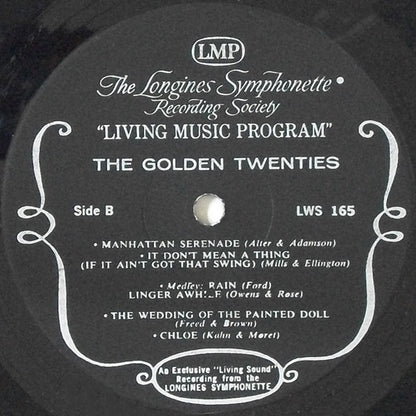 LMP
The Longines Symphonette
Recording Society
"LIVING MUSIC PROGRAM"
THE GOLDEN TWENTIES
Side B LWS 165
• MANHATTAN SERENADE (Alter & Adamson)
• IT DON'T MEAN A THING
(IF IT AIN'T GOT THAT SWING) (Mills & Ellington)
• Medley: RAIN (Ford)
LINGER AWHILE (Owens & Rose)
• THE WEDDING OF THE PAINTED DOLL
(Freed & Brown)
• CHLOE (Kahn & Moret)
An Exclusive "Living Sound"
Recording from the
LONGINES SYMPHONETTE